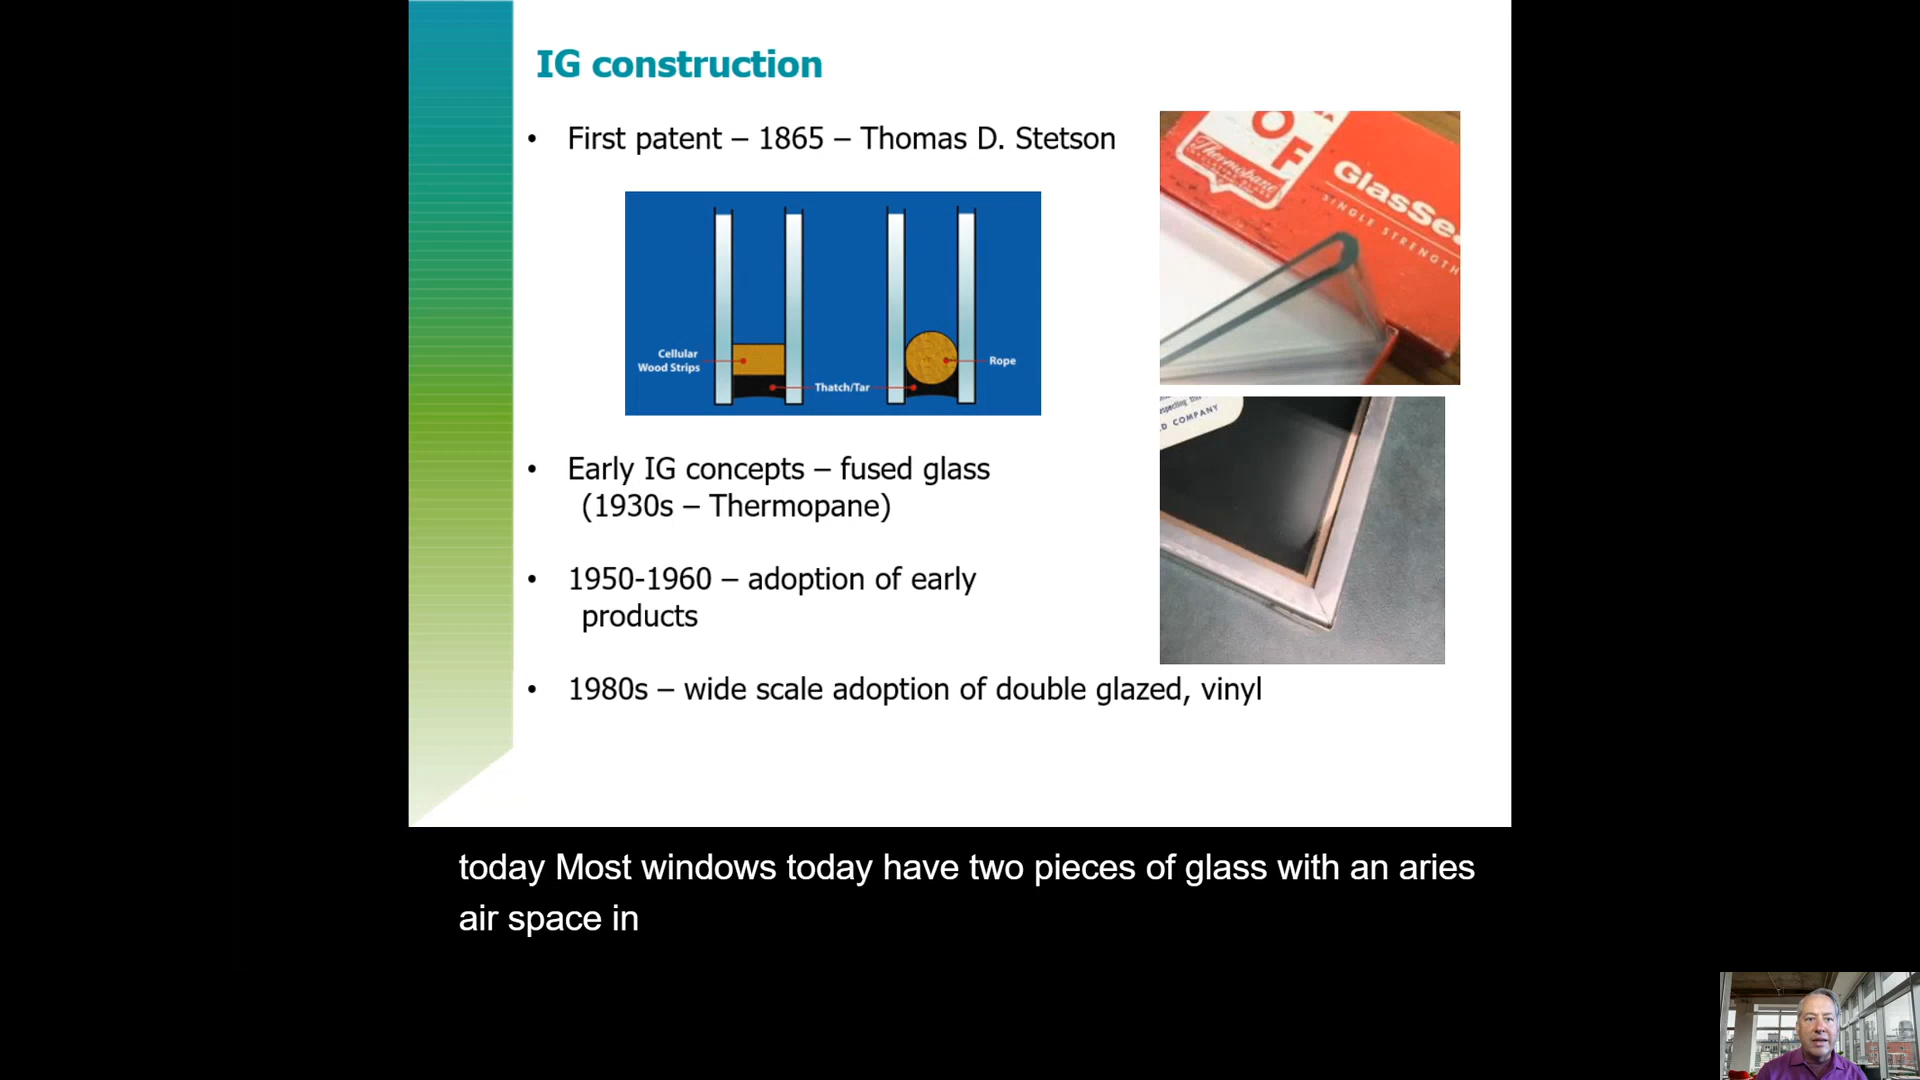 IG construction
• First patent – 1865 – Thomas D. Stetson
OF
Thermopane
GlasSe
SINGLE STRENGTH
Cellular
Wood Strips
Thatch/Tar
Rope
D COMPANY
• Early IG concepts – fused glass
(1930s – Thermopane)
• 1950-1960 – adoption of early
products
• 1980s – wide scale adoption of double glazed, vinyl
today Most windows today have two pieces of glass with an aries
air space in